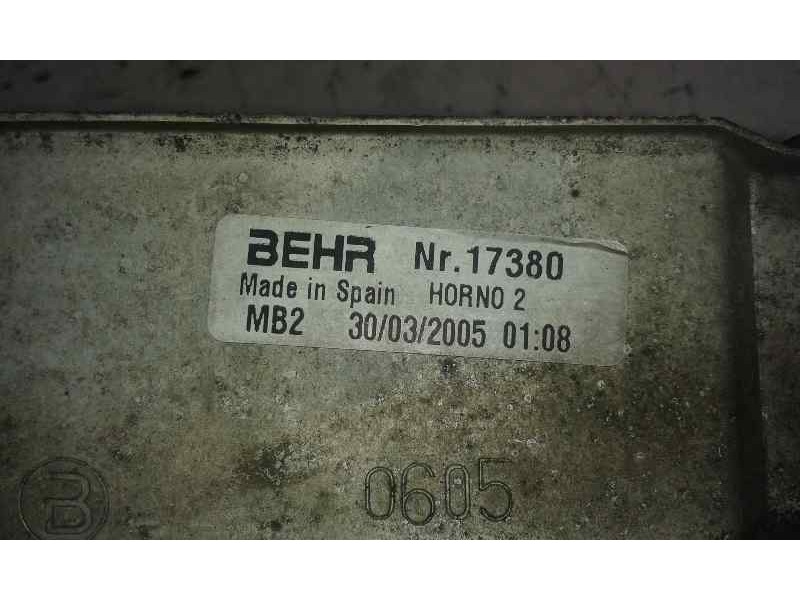 BEHR Nr.17380
Made in Spain HORNO 2
MB2 30/03/2005 01:08
0605
B